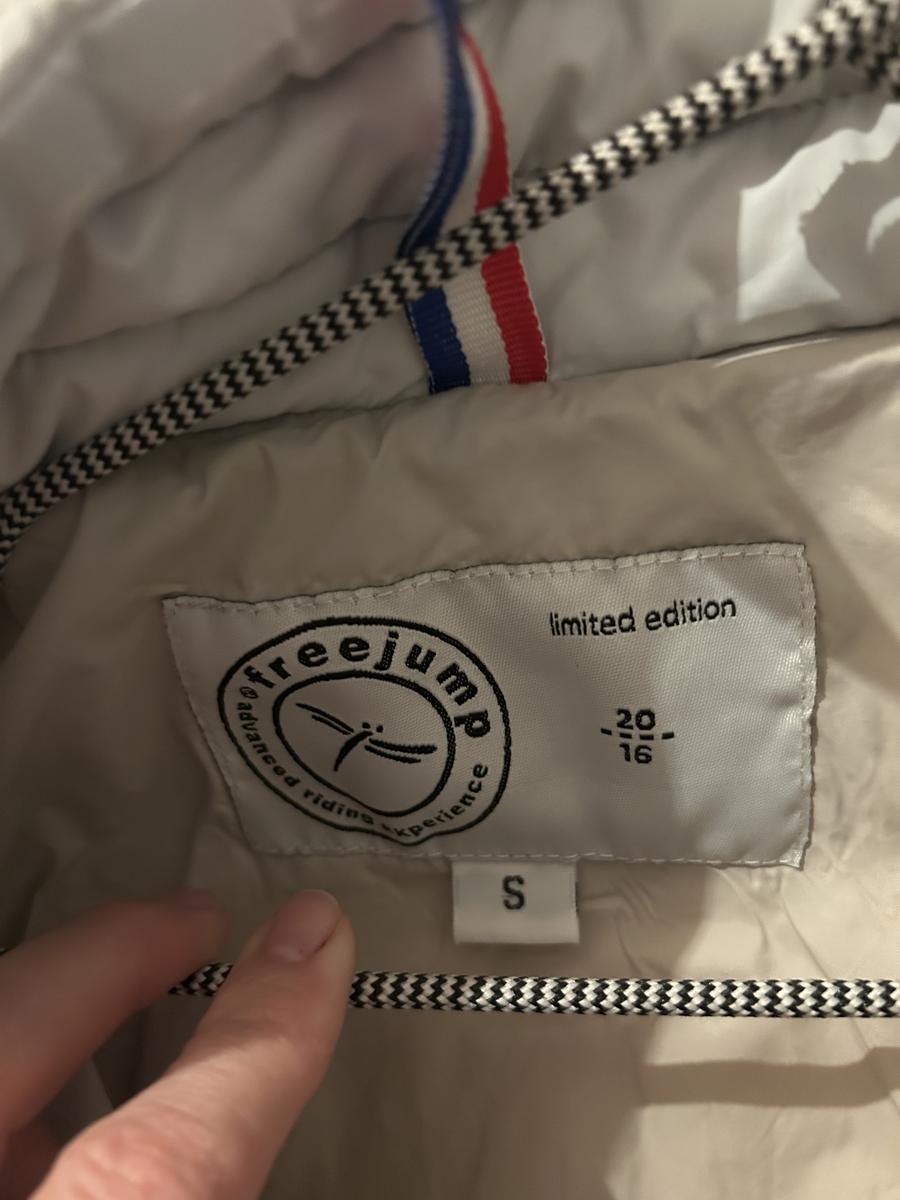 limited edition
freejump
® advanced riding experience
20
16
S